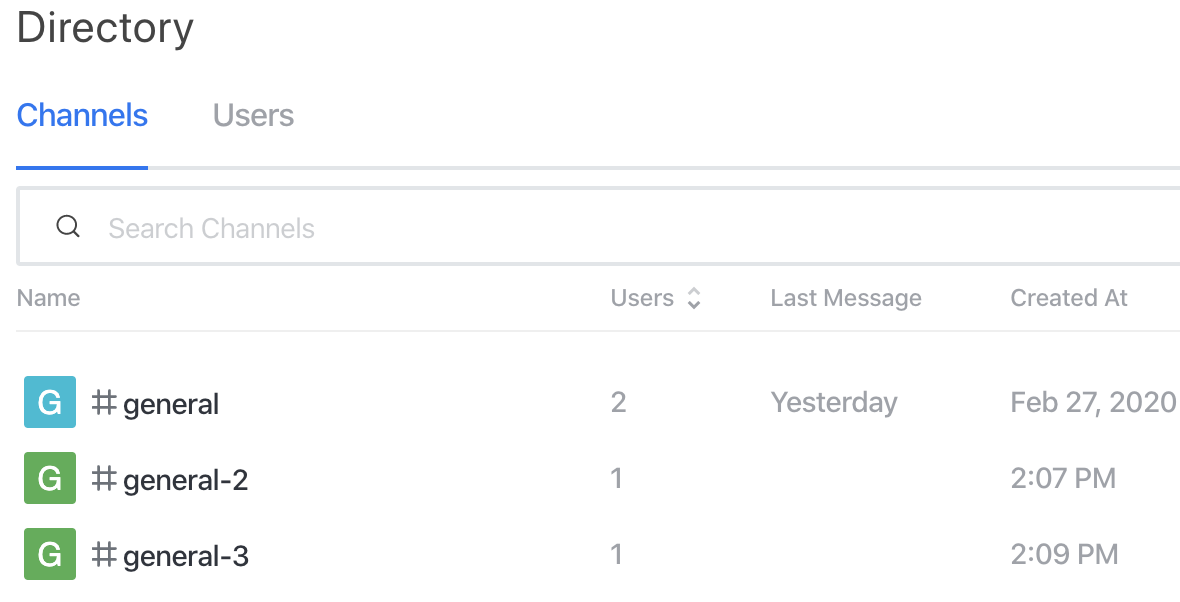 Directory
Channels Users
Search Channels
Name Users Last Message Created At
G #general 2 Yesterday Feb 27, 2020
G #general-2 1 2:07 PM
G #general-3 1 2:09 PM